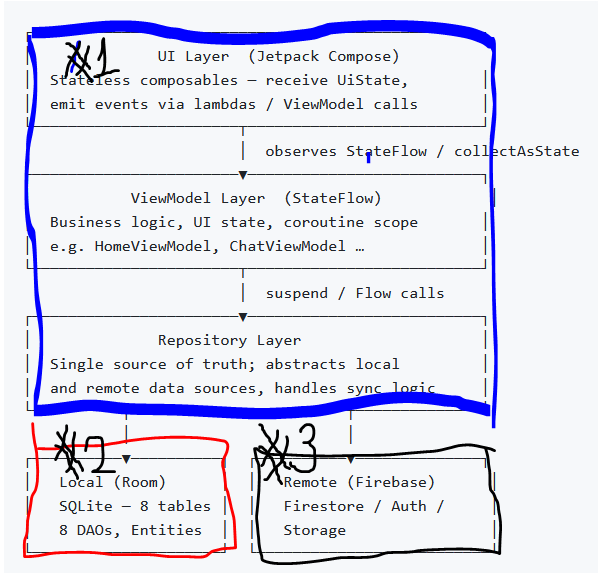 UI Layer (Jetpack Compose)
#1
Stateless composables — receive UiState,
emit events via lambdas / ViewModel calls
observes StateFlow / collectAsState
ViewModel Layer (StateFlow)
Business logic, UI state, coroutine scope
e.g. HomeViewModel, ChatViewModel …
suspend / Flow calls
Repository Layer
Single source of truth; abstracts local
and remote data sources, handles sync logic
#2
Local (Room)
SQLite — 8 tables
8 DAOs, Entities
#3
Remote (Firebase)
Firestore / Auth /
Storage